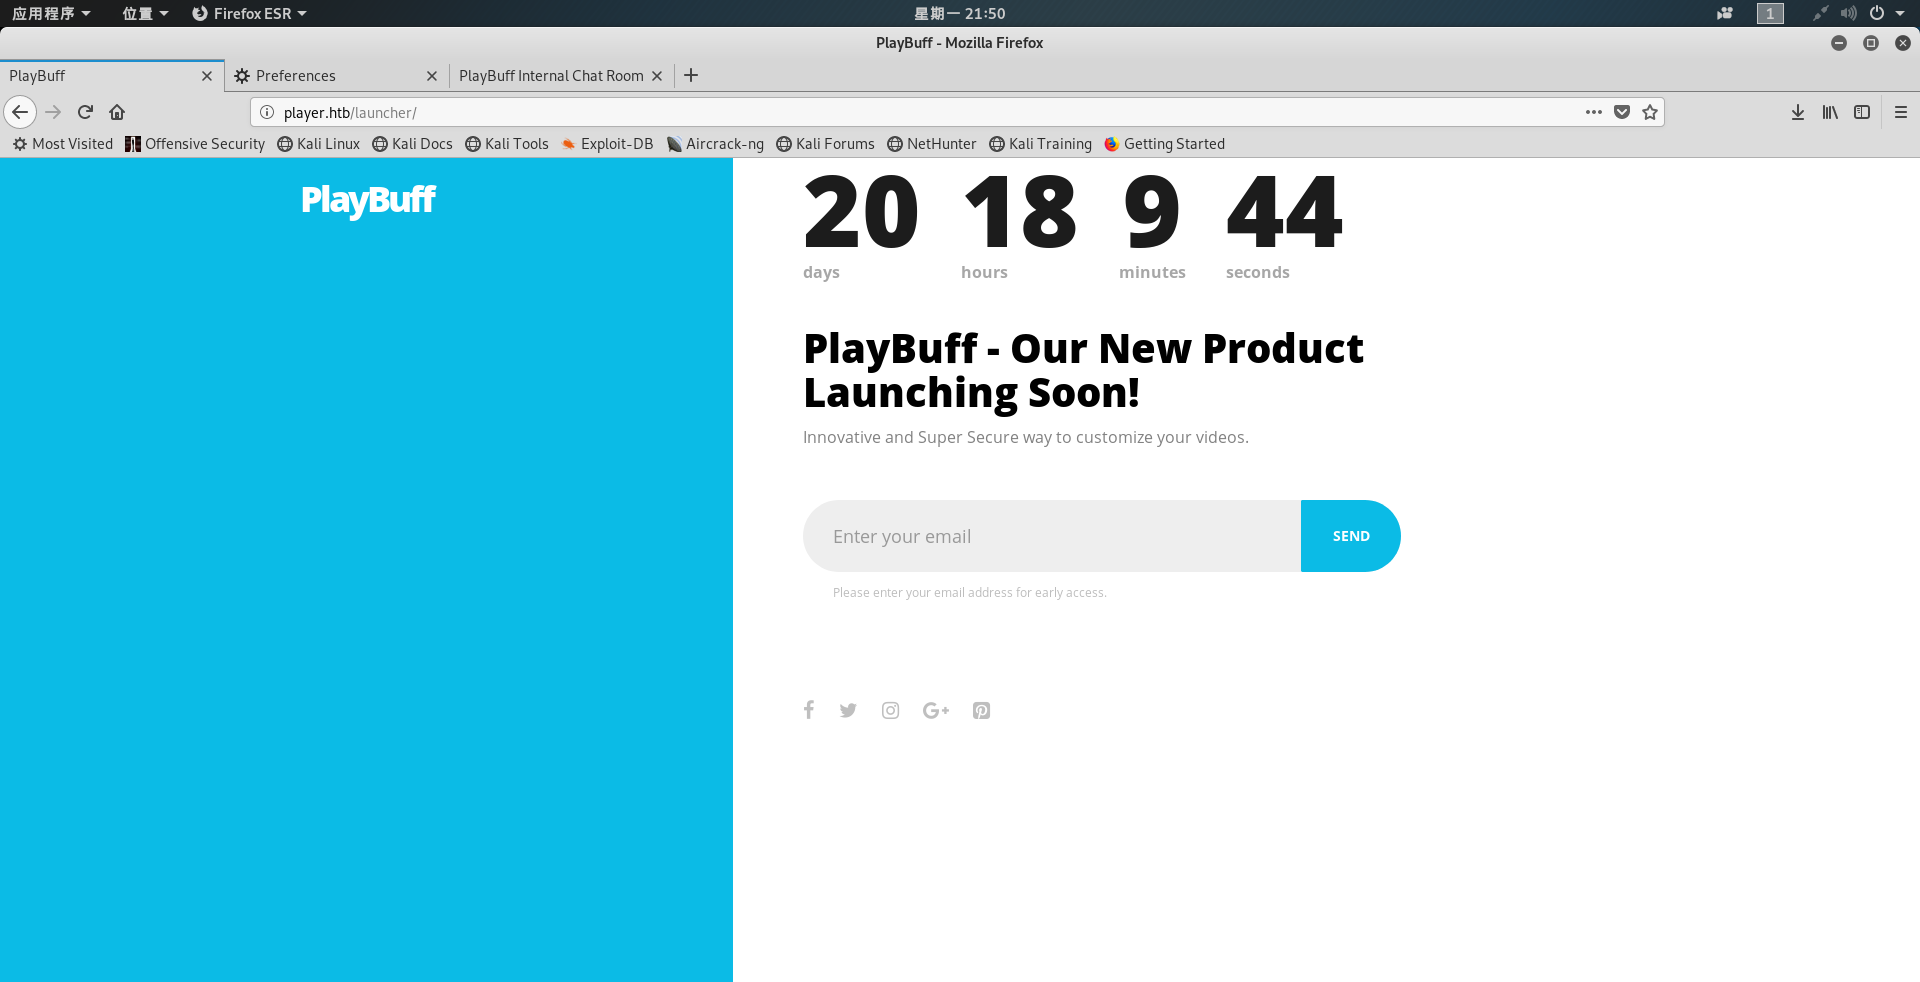 应用程序 位置 Firefox ESR 星期一 21:50 1
PlayBuff - Mozilla Firefox
PlayBuff Preferences PlayBuff Internal Chat Room
player.htb/launcher/
Most Visited Offensive Security Kali Linux Kali Docs Kali Tools Exploit-DB Aircrack-ng Kali Forums NetHunter Kali Training Getting Started
PlayBuff
20 18 9 44
days hours minutes seconds
PlayBuff - Our New Product
Launching Soon!
Innovative and Super Secure way to customize your videos.
Enter your email SEND
Please enter your email address for early access.